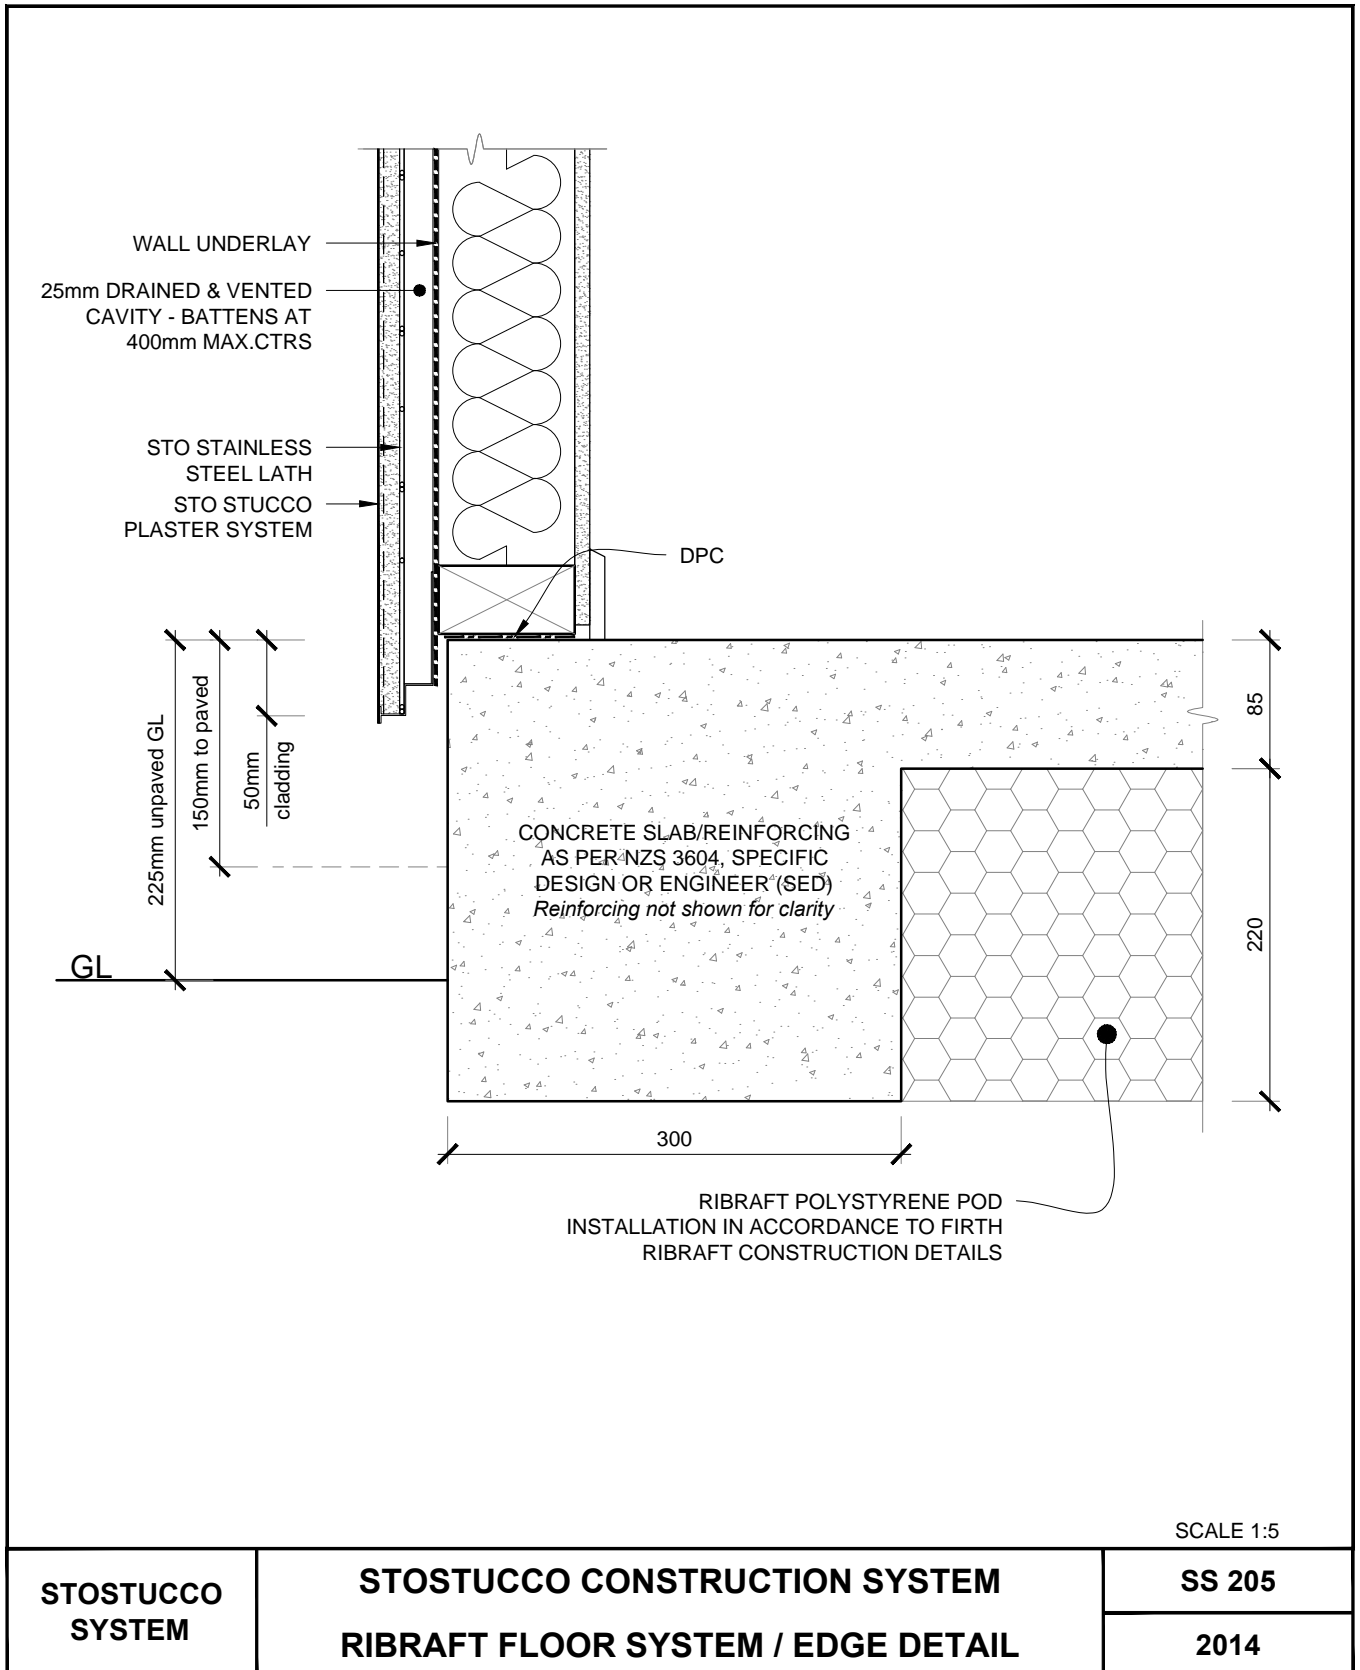 WALL UNDERLAY
25mm DRAINED & VENTED
CAVITY - BATTENS AT
400mm MAX.CTRS
STO STAINLESS
STEEL LATH
STO STUCCO
PLASTER SYSTEM
DPC
225mm unpaved GL
150mm to paved
50mm
cladding
85
CONCRETE SLAB/REINFORCING
AS PER NZS 3604, SPECIFIC
DESIGN OR ENGINEER (SED)
Reinforcing not shown for clarity
220
GL
300
RIBRAFT POLYSTYRENE POD
INSTALLATION IN ACCORDANCE TO FIRTH
RIBRAFT CONSTRUCTION DETAILS
SCALE 1:5
STOSTUCCO
SYSTEM
STOSTUCCO CONSTRUCTION SYSTEM
RIBRAFT FLOOR SYSTEM / EDGE DETAIL
SS 205
2014